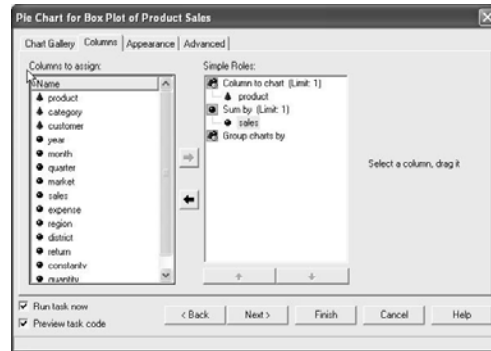 Pie Chart for Box Plot of Product Sales
Chart Gallery Columns Appearance Advanced
Columns to assign:
Name
product
category
customer
year
month
quarter
market
sales
expense
region
district
return
constantv
quantity
Simple Roles:
Column to chart (Limit: 1)
product
Sum by (Limit: 1)
sales
Group charts by
Select a column, drag it
Run task now
Preview task code
< Back Next > Finish Cancel Help